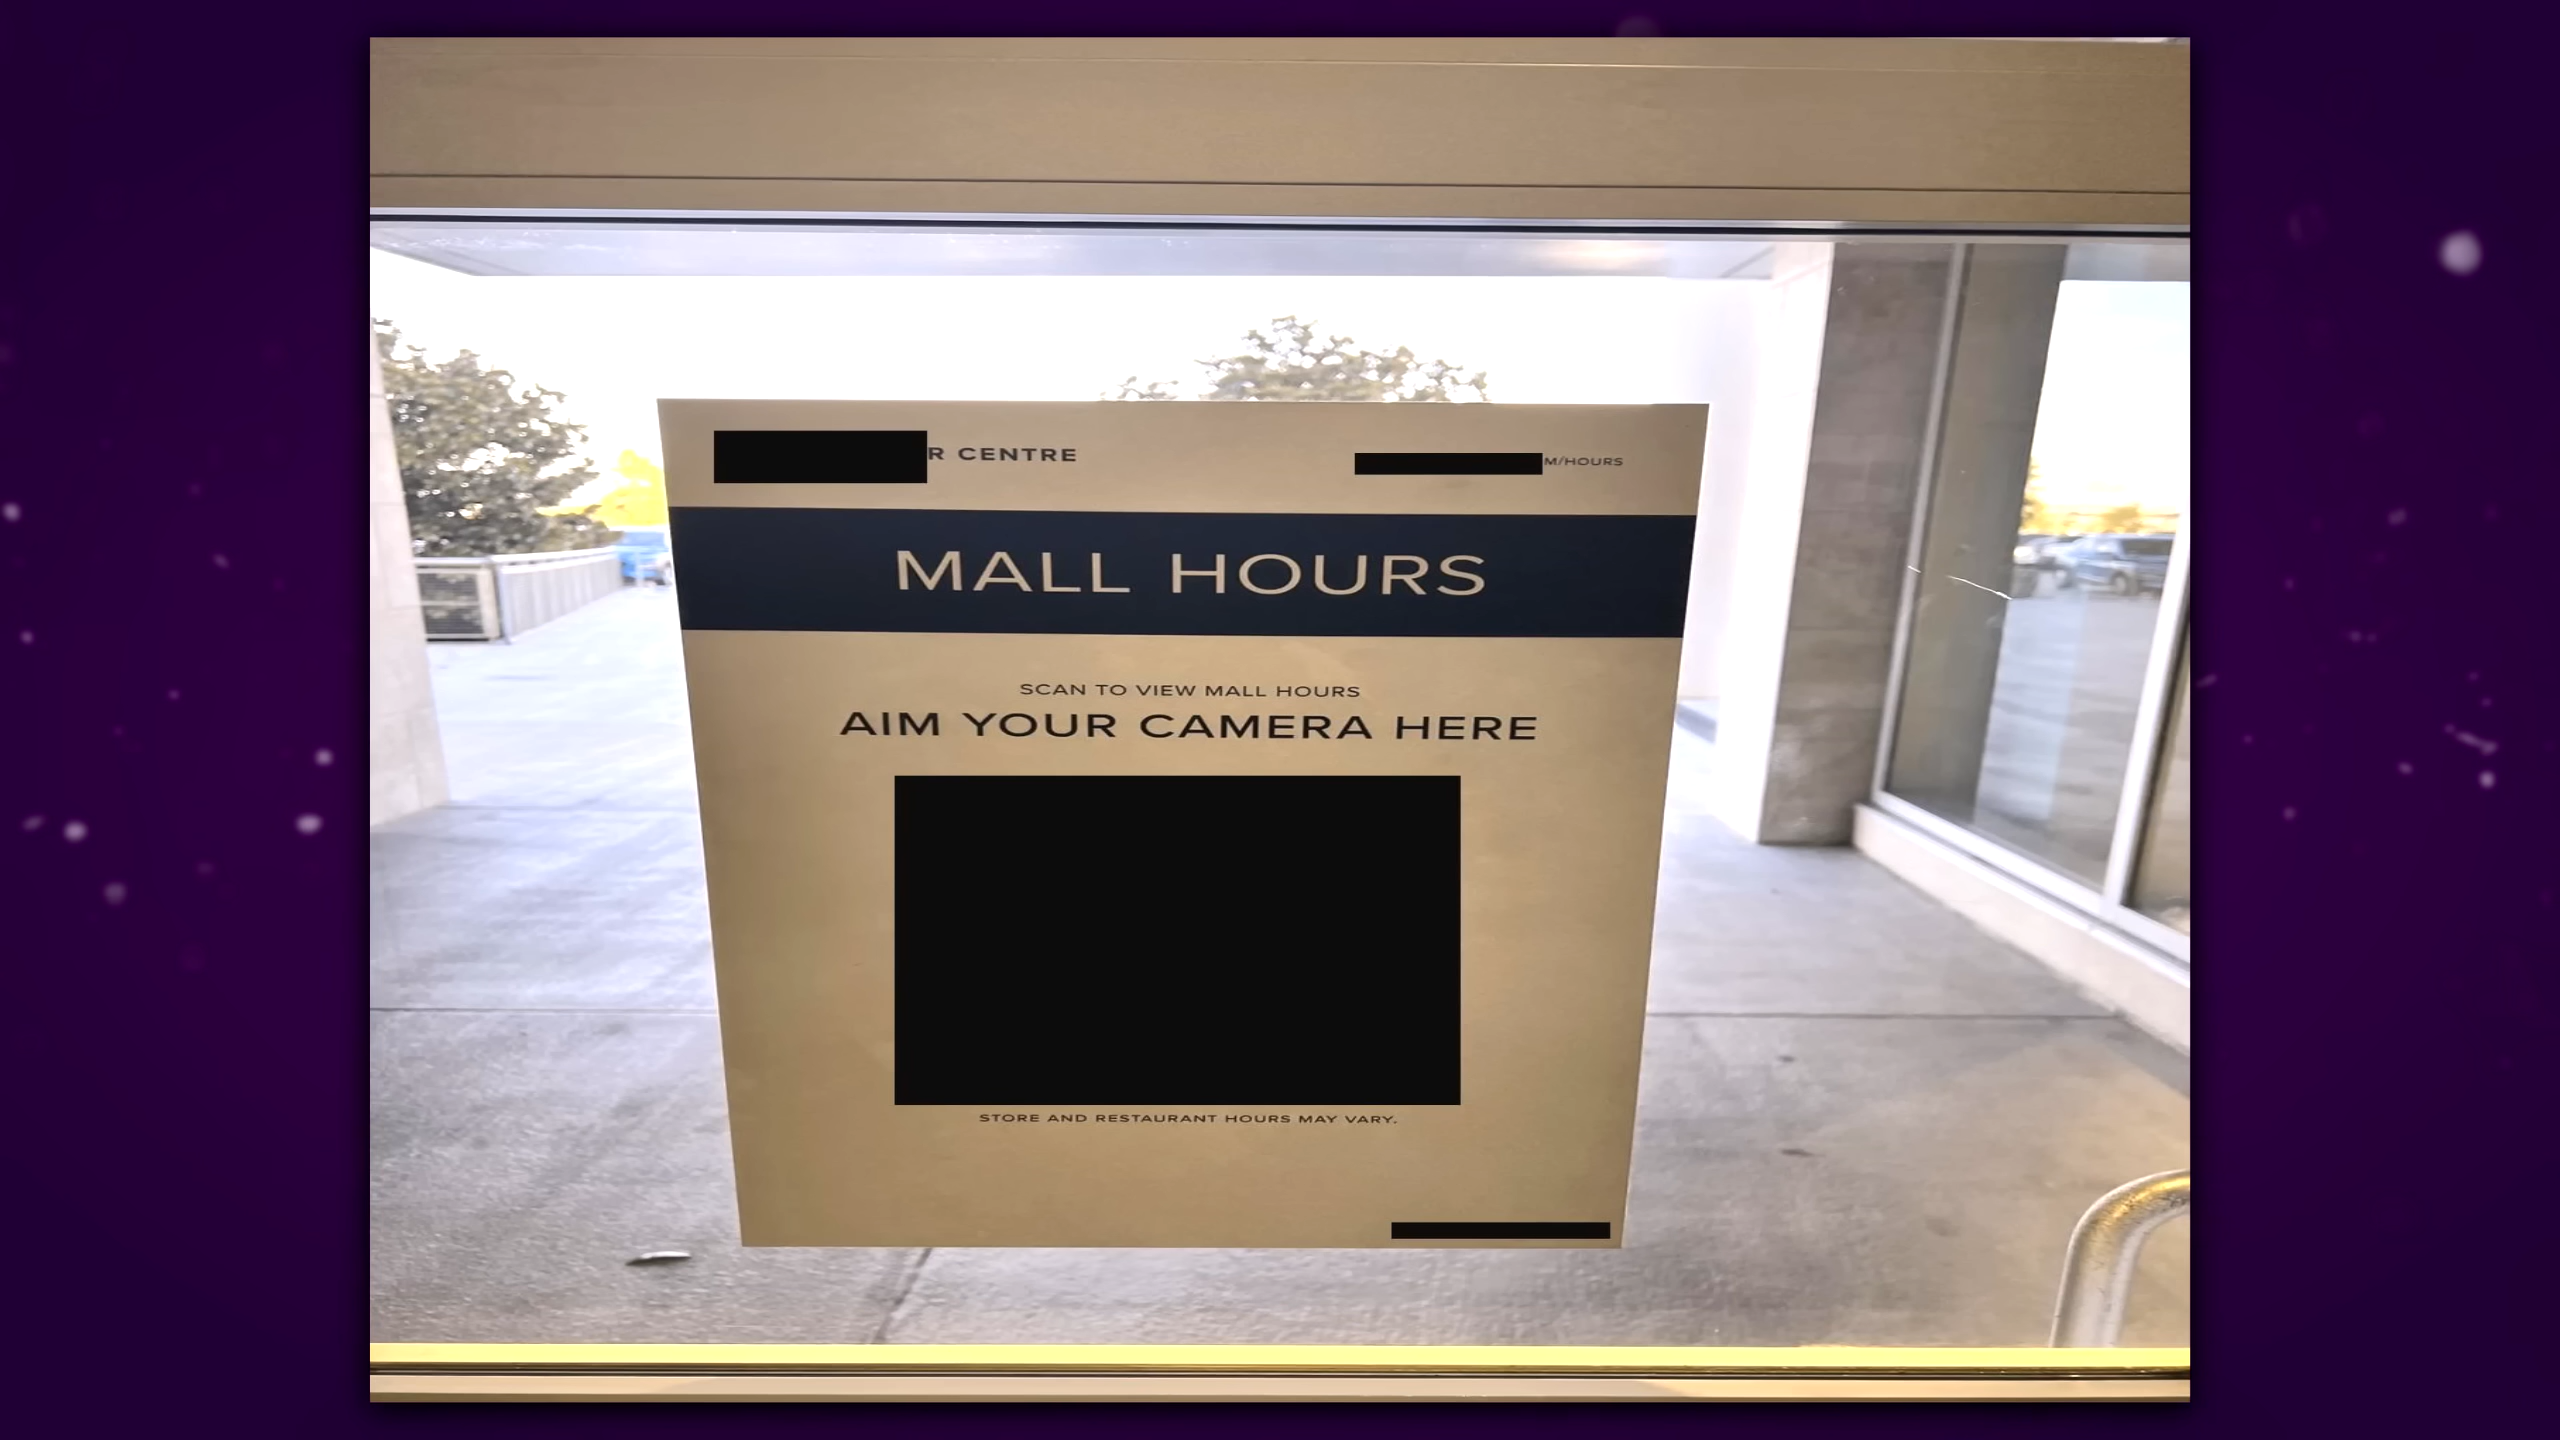 R CENTRE
M/HOURS
MALL HOURS
SCAN TO VIEW MALL HOURS
AIM YOUR CAMERA HERE
STORE AND RESTAURANT HOURS MAY VARY.